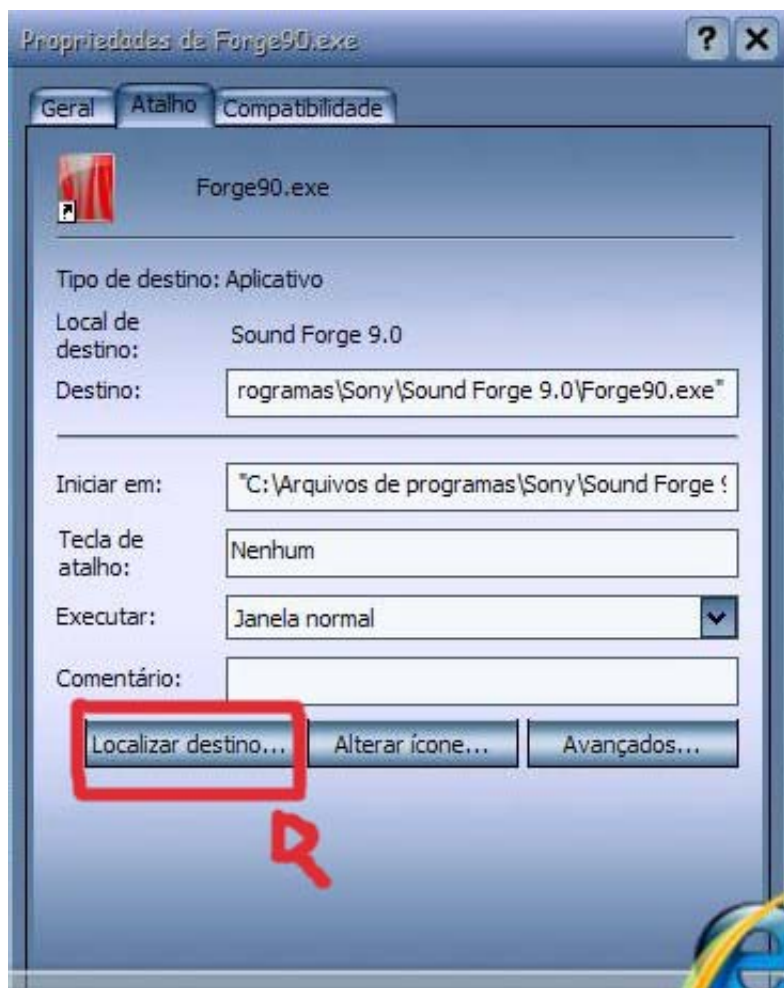 Propriedades de Forge90.exe
? X
Geral Atalho Compatibilidade
Forge90.exe
Tipo de destino: Aplicativo
Local de
destino: Sound Forge 9.0
Destino: rogramas\Sony\Sound Forge 9.0\Forge90.exe"
Iniciar em: "C:\Arquivos de programas\Sony\Sound Forge 9
Tecla de
atalho: Nenhum
Executar: Janela normal
Comentário:
Localizar destino... Alterar ícone... Avançados...